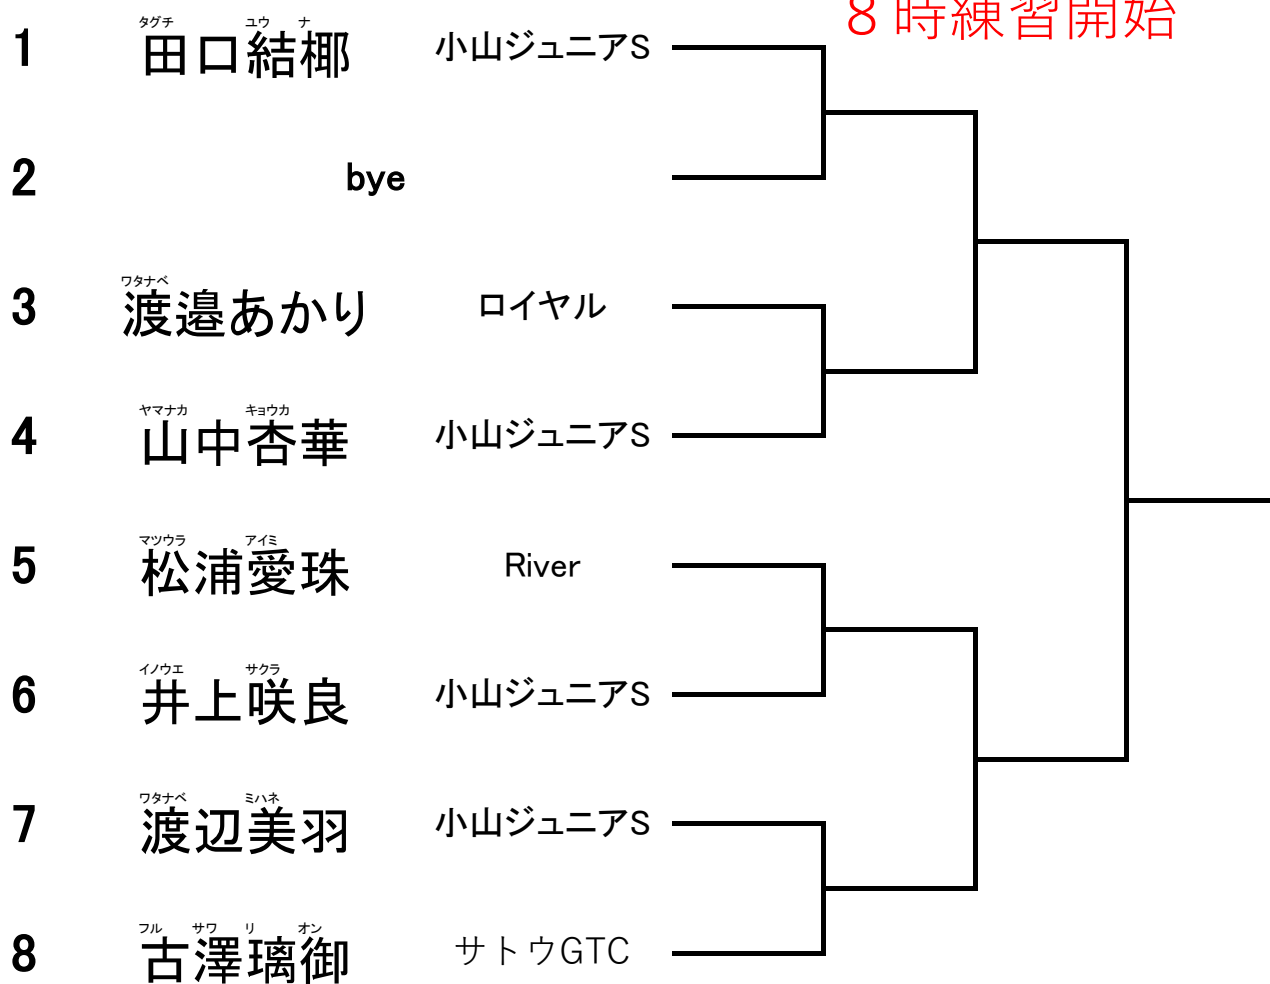 8時練習開始
タグチ ユウ ナ
1 田口結椰 小山ジュニアS
2 bye
ワタナベ
3 渡邉あかり ロイヤル
ヤマナカ キョウカ
4 山中杏華 小山ジュニアS
マツウラ アイミ
5 松浦愛珠 River
イノウエ サクラ
6 井上咲良 小山ジュニアS
ワタナベ ミハネ
7 渡辺美羽 小山ジュニアS
フル サワ リ オン
8 古澤璃御 サトウGTC